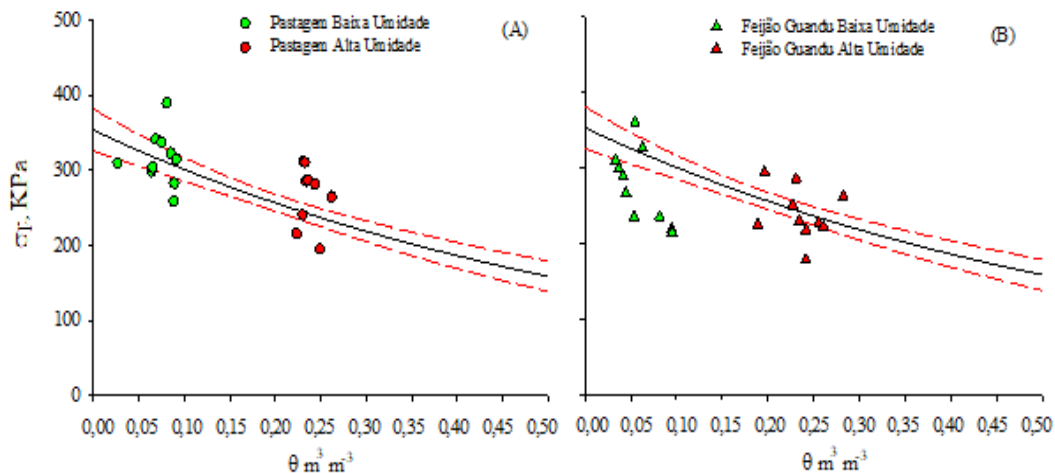 Pastagem Baixa Umidade
Pastagem Alta Umidade
(A)
Feijão Guandu Baixa Umidade
Feijão Guandu Alta Umidade
(B)
500
400
300
200
100
0
σT, KPa
0,00 0,05 0,10 0,15 0,20 0,25 0,30 0,35 0,40 0,45 0,50
0,00 0,05 0,10 0,15 0,20 0,25 0,30 0,35 0,40 0,45 0,50
θ m³ m⁻³
θ m³ m⁻³